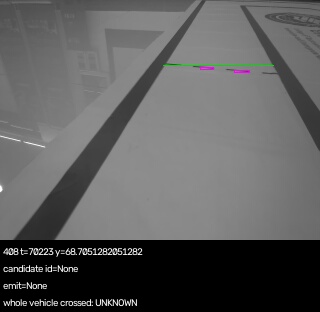 408 t=70223 y=68.7051282051282
candidate id=None
emit=None
whole vehicle crossed: UNKNOWN